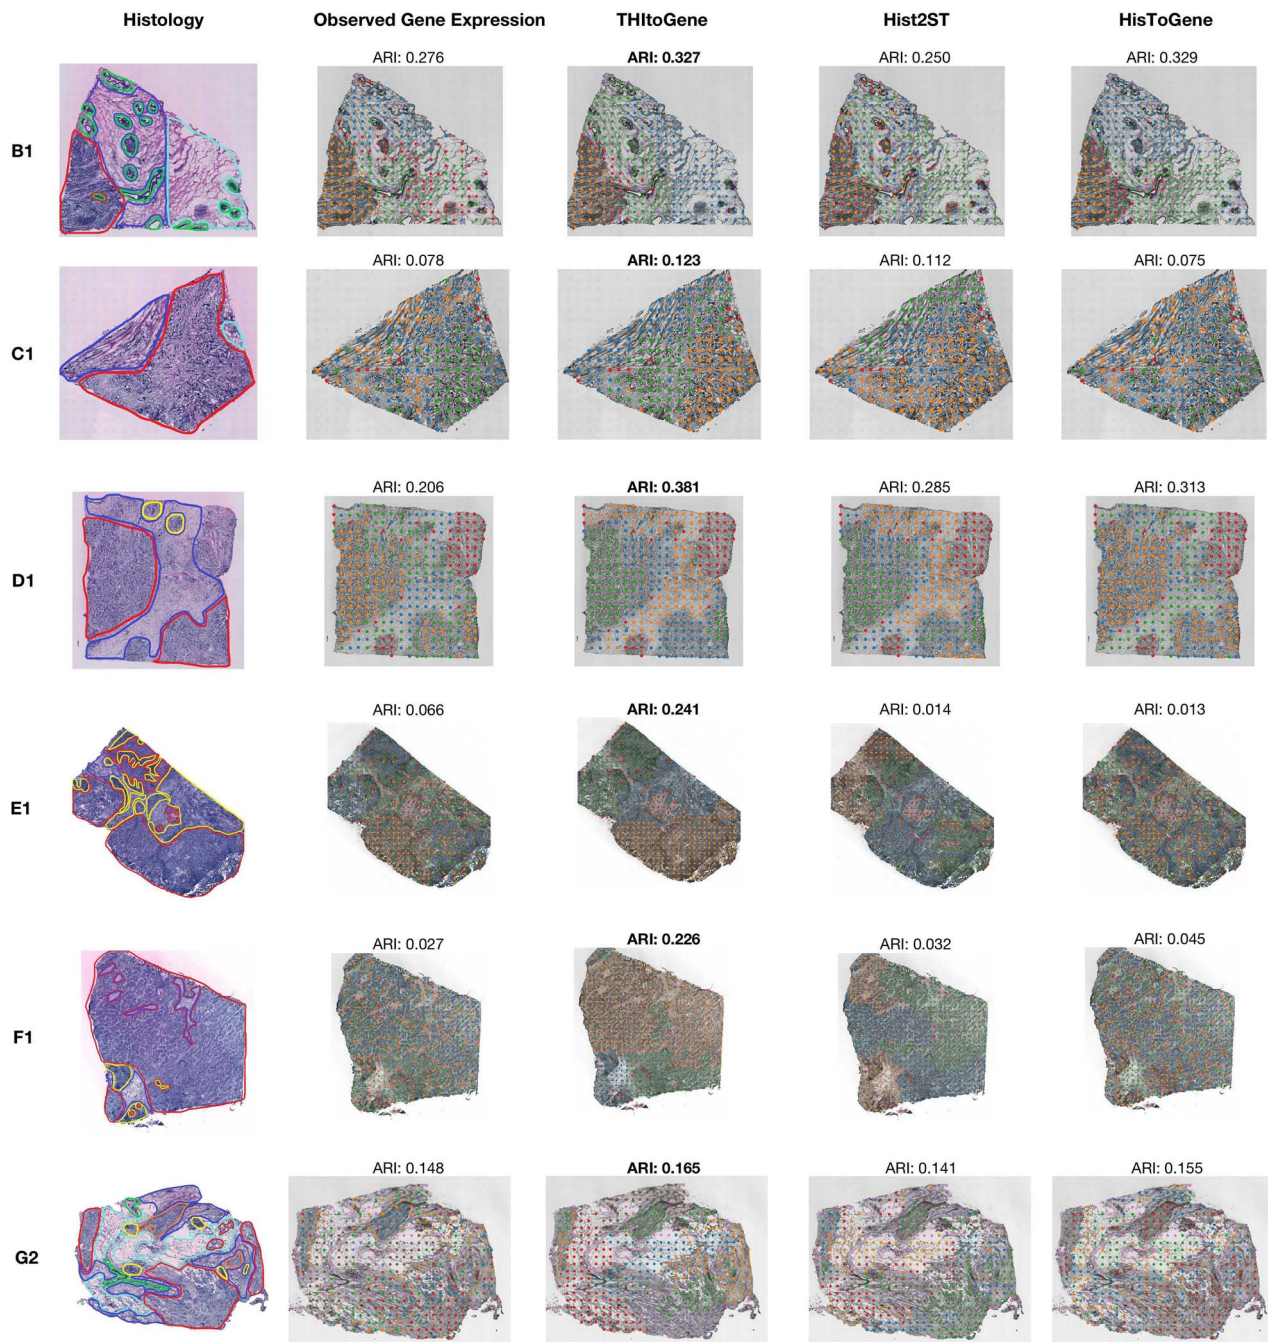 Histology Observed Gene Expression THItoGene Hist2ST HisToGene
ARI: 0.276 ARI: 0.327 ARI: 0.250 ARI: 0.329
B1
ARI: 0.078 ARI: 0.123 ARI: 0.112 ARI: 0.075
C1
ARI: 0.206 ARI: 0.381 ARI: 0.285 ARI: 0.313
D1
ARI: 0.066 ARI: 0.241 ARI: 0.014 ARI: 0.013
E1
ARI: 0.027 ARI: 0.226 ARI: 0.032 ARI: 0.045
F1
ARI: 0.148 ARI: 0.165 ARI: 0.141 ARI: 0.155
G2